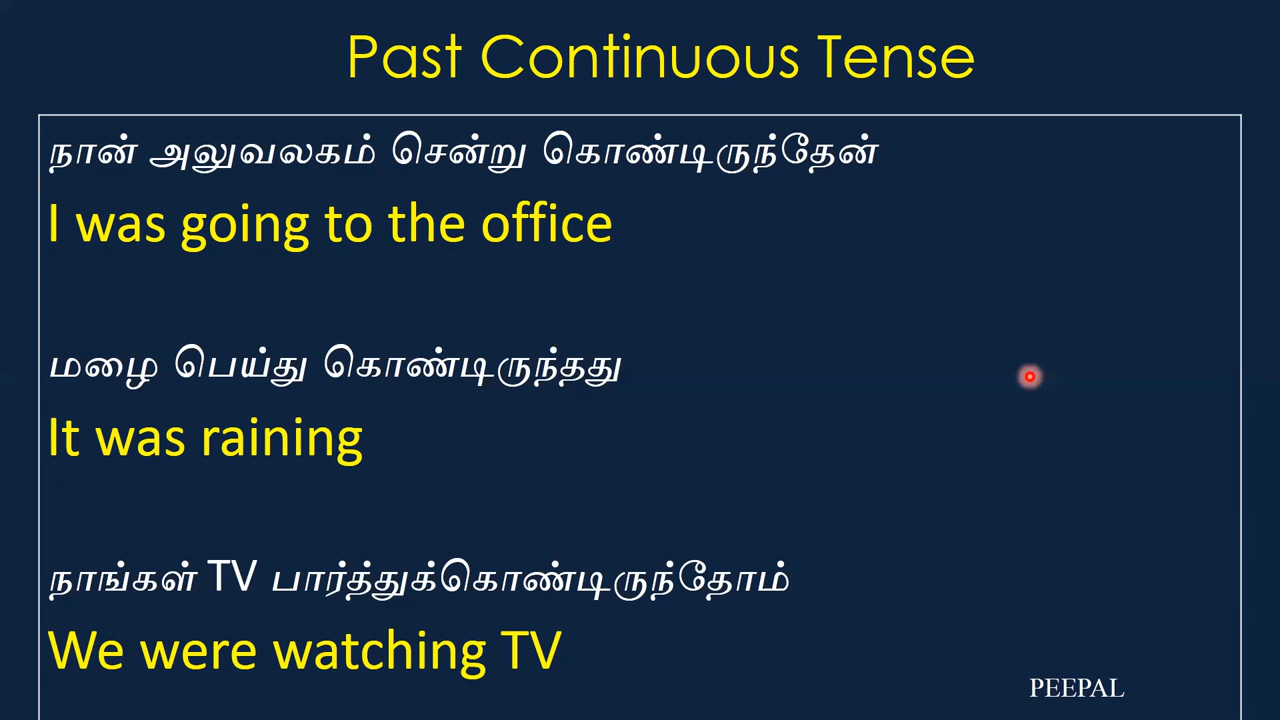 Past Continuous Tense
நான் அலுவலகம் சென்று கொண்டிருந்தேன்
I was going to the office
மழை பெய்து கொண்டிருந்தது
It was raining
நாங்கள் TV பார்த்துக்கொண்டிருந்தோம்
We were watching TV
PEEPAL